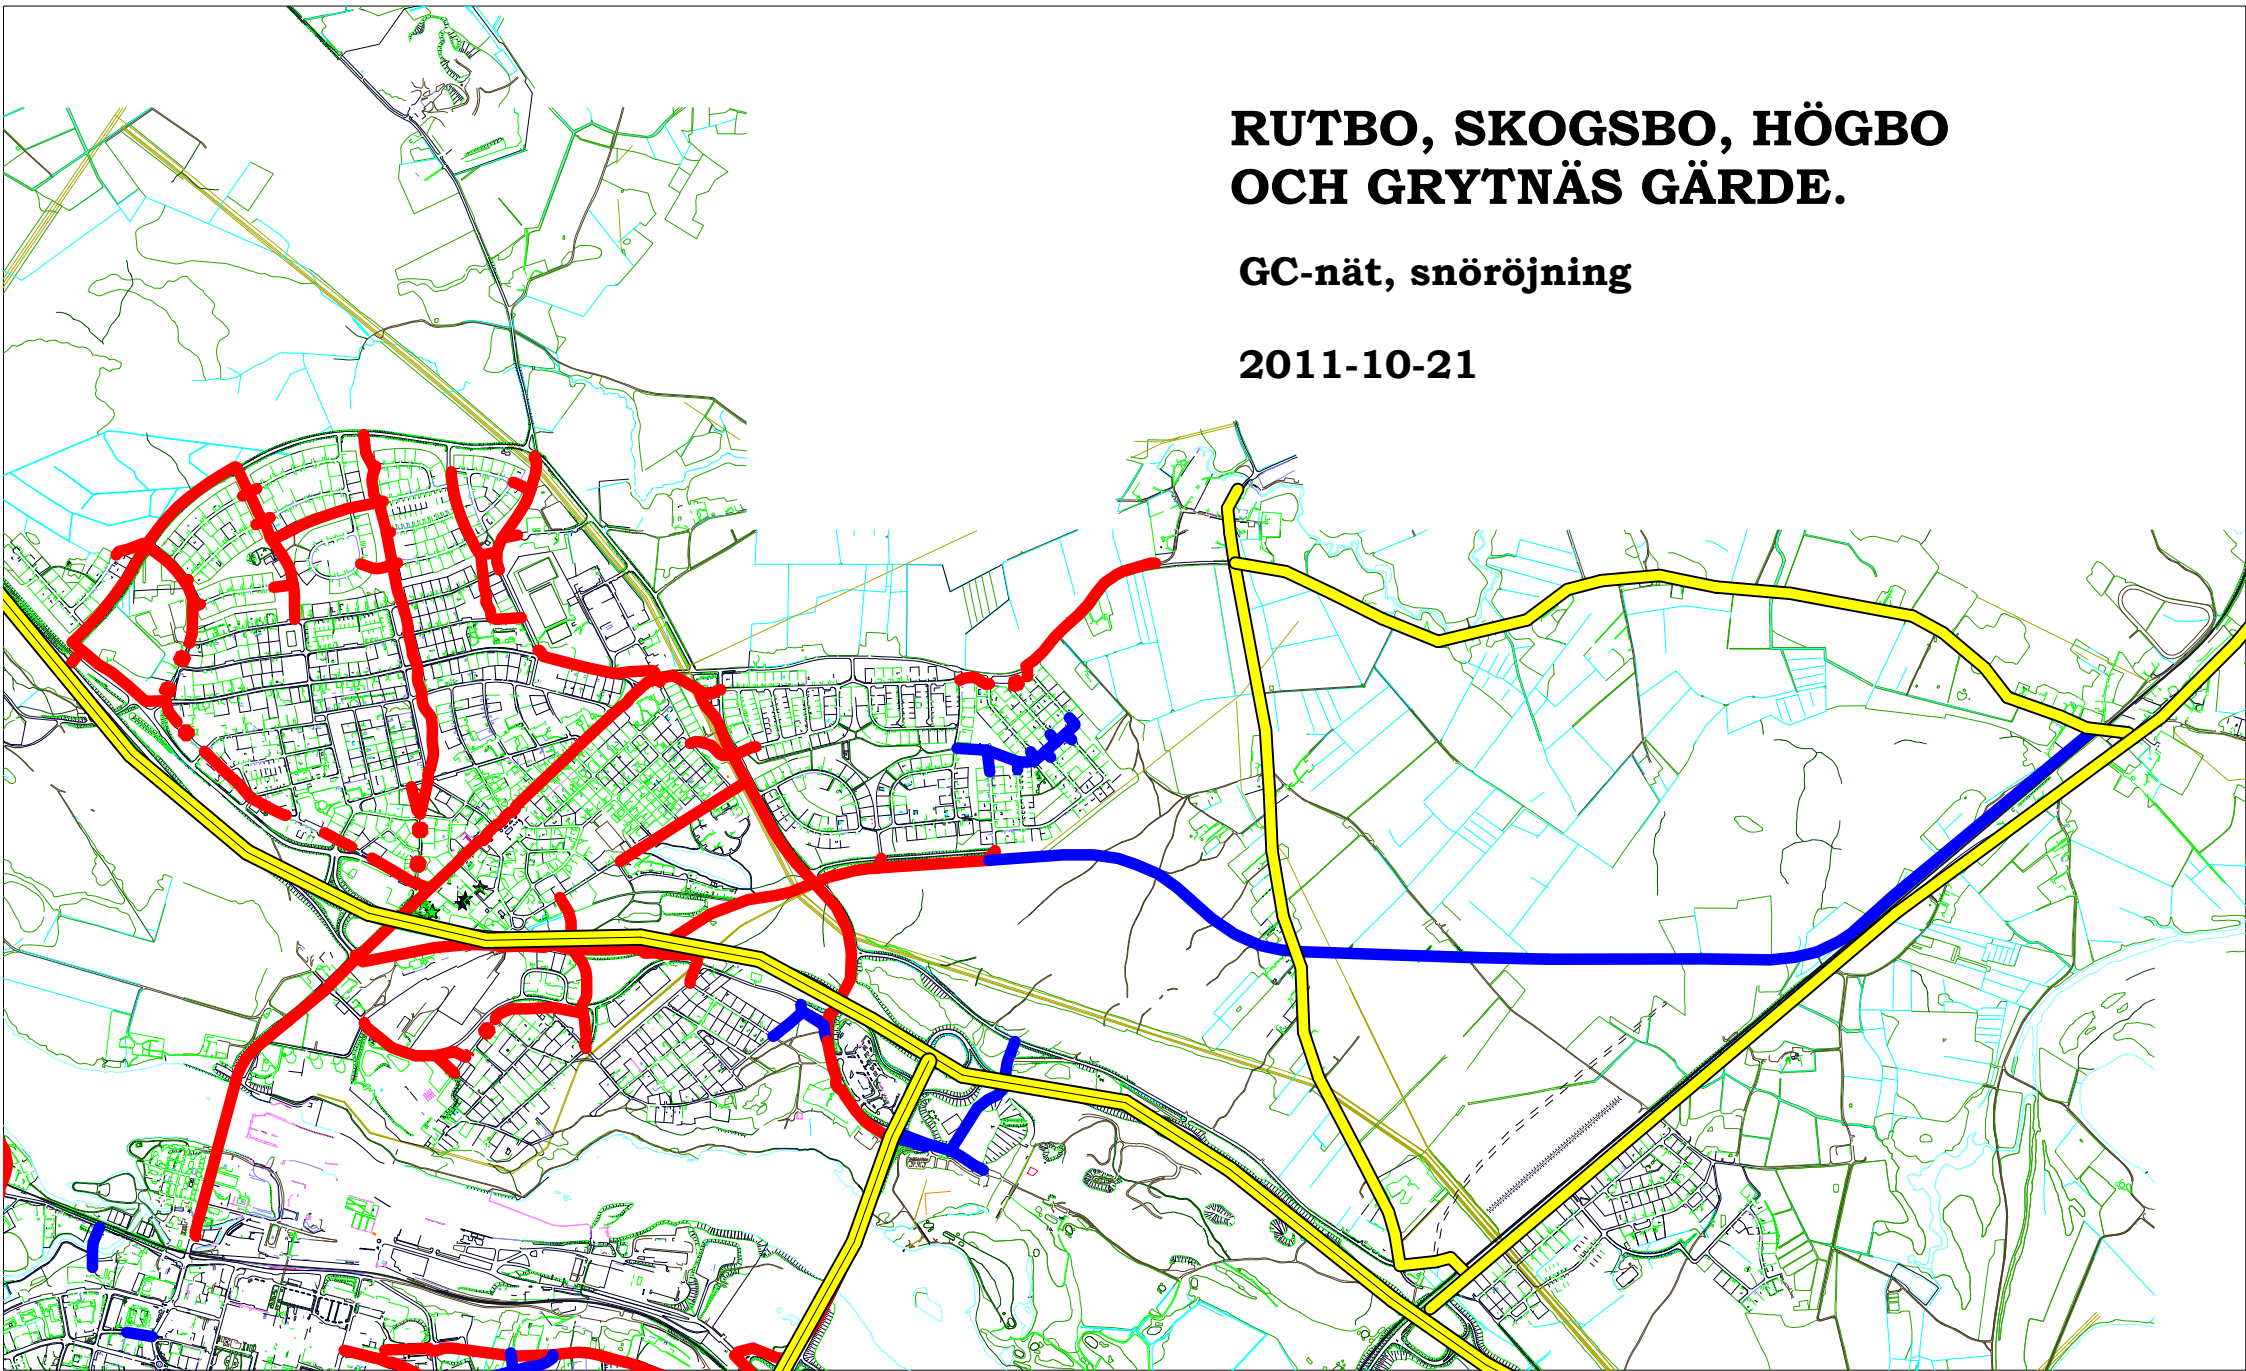 RUTBO, SKOGSBO, HÖGBO
OCH GRYTNÄS GÄRDE.
GC-nät, snöröjning
2011-10-21